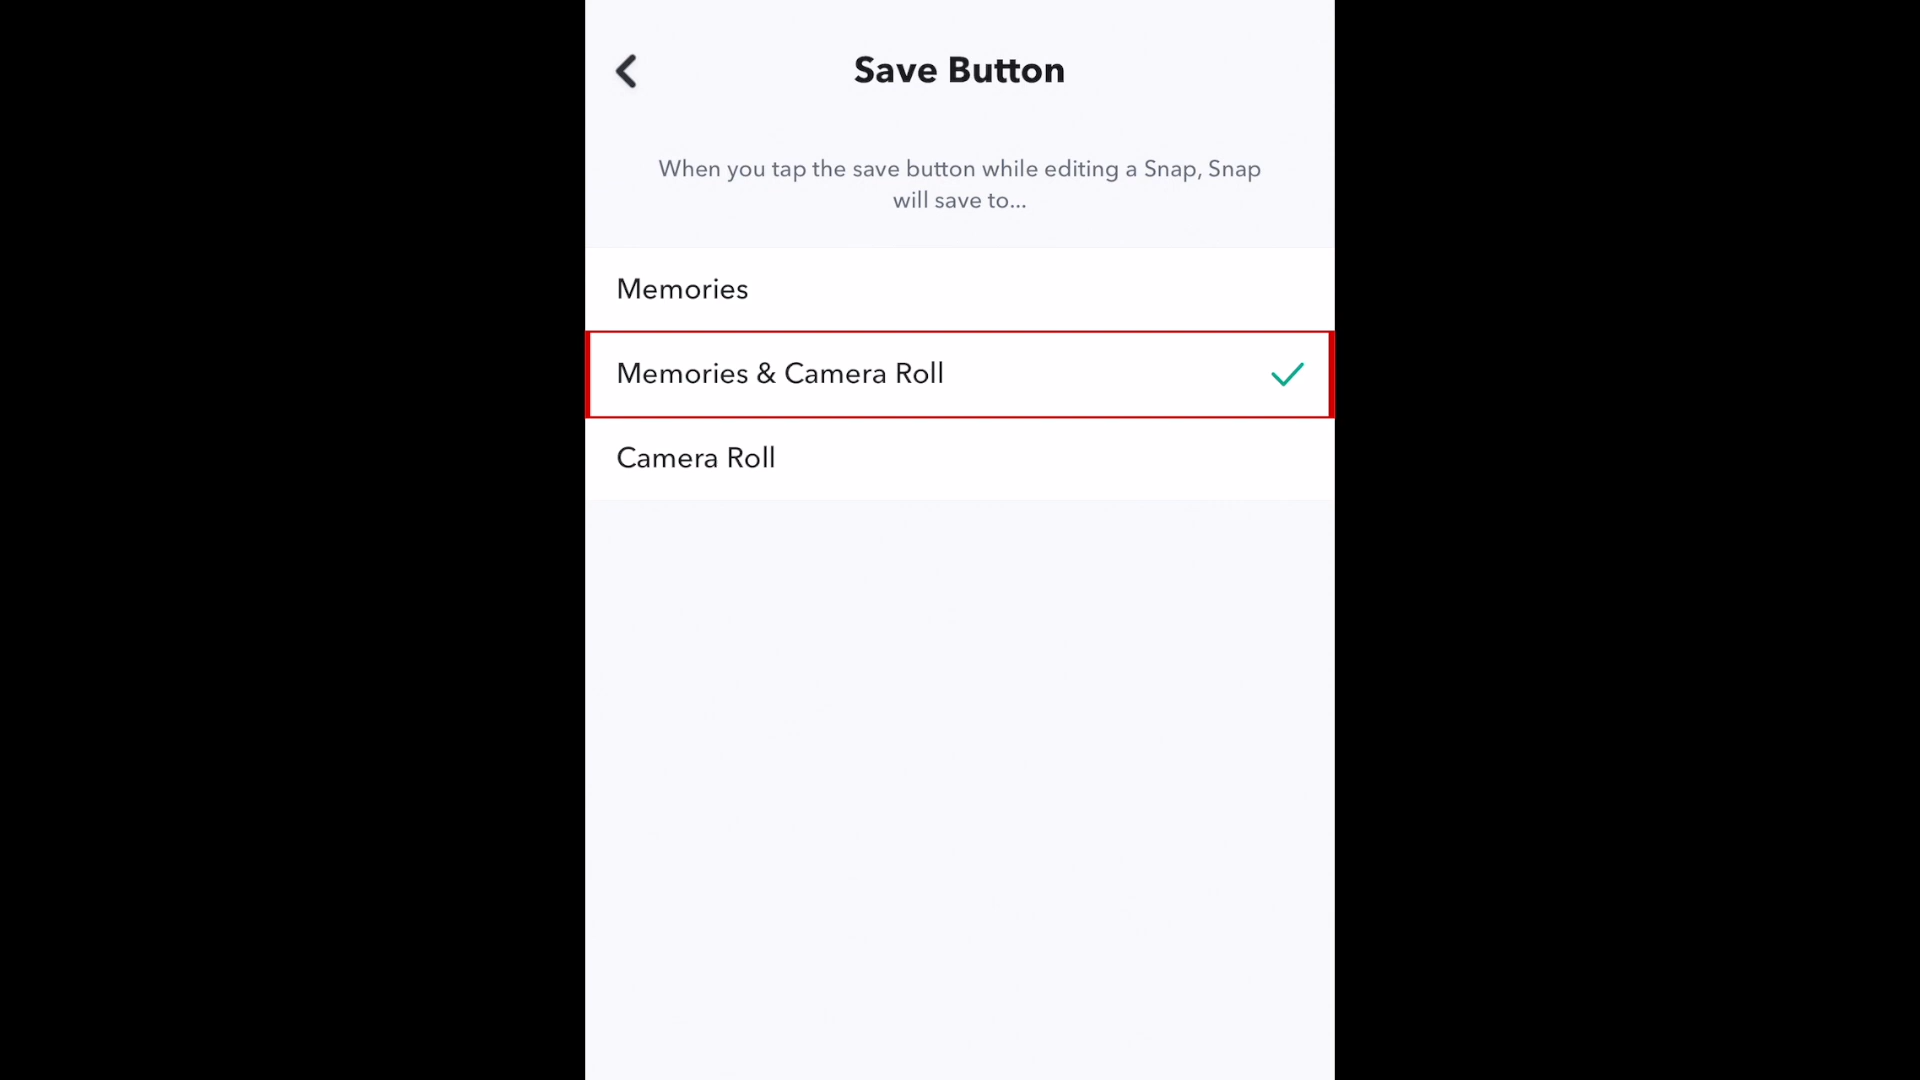 Save Button
When you tap the save button while editing a Snap, Snap
will save to...
Memories
Memories & Camera Roll
Camera Roll